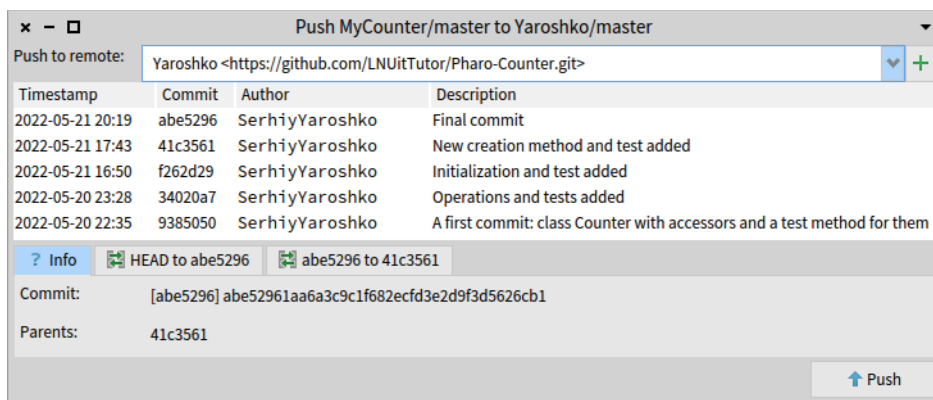 Push MyCounter/master to Yaroshko/master
Push to remote: Yaroshko <https://github.com/LNUitTutor/Pharo-Counter.git>
Timestamp Commit Author Description
2022-05-21 20:19 abe5296 SerhiyYaroshko Final commit
2022-05-21 17:43 41c3561 SerhiyYaroshko New creation method and test added
2022-05-21 16:50 f262d29 SerhiyYaroshko Initialization and test added
2022-05-20 23:28 34020a7 SerhiyYaroshko Operations and tests added
2022-05-20 22:35 9385050 SerhiyYaroshko A first commit: class Counter with accessors and a test method for them
? Info HEAD to abe5296 abe5296 to 41c3561
Commit: [abe5296] abe52961aa6a3c9c1f682ecfd3e2d9f3d5626cb1
Parents: 41c3561
Push